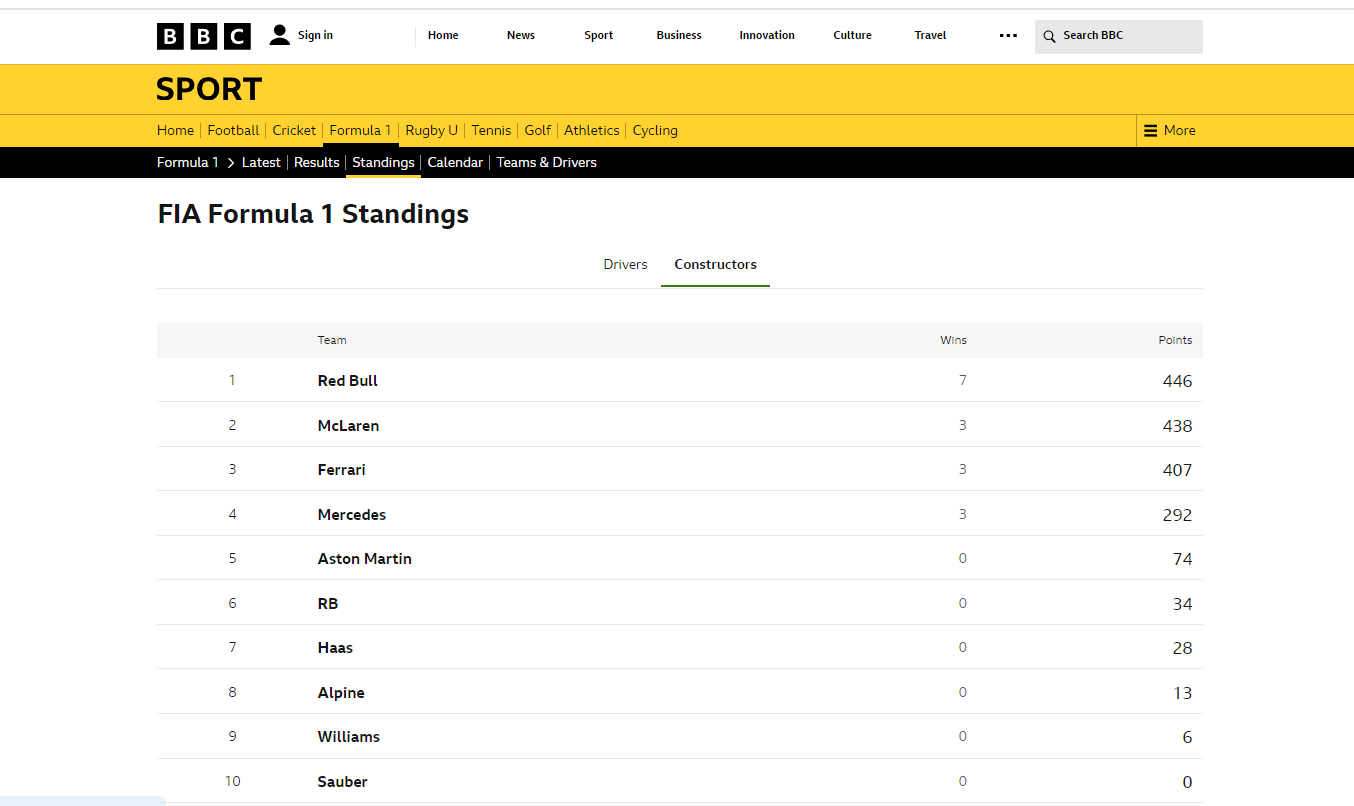 BBC Sign in Home News Sport Business Innovation Culture Travel Search BBC
SPORT
Home Football Cricket Formula 1 Rugby U Tennis Golf Athletics Cycling More
Formula 1 Latest Results Standings Calendar Teams & Drivers
FIA Formula 1 Standings
Drivers Constructors
Team Wins Points
1 Red Bull 7 446
2 McLaren 3 438
3 Ferrari 3 407
4 Mercedes 3 292
5 Aston Martin 0 74
6 RB 0 34
7 Haas 0 28
8 Alpine 0 13
9 Williams 0 6
10 Sauber 0 0